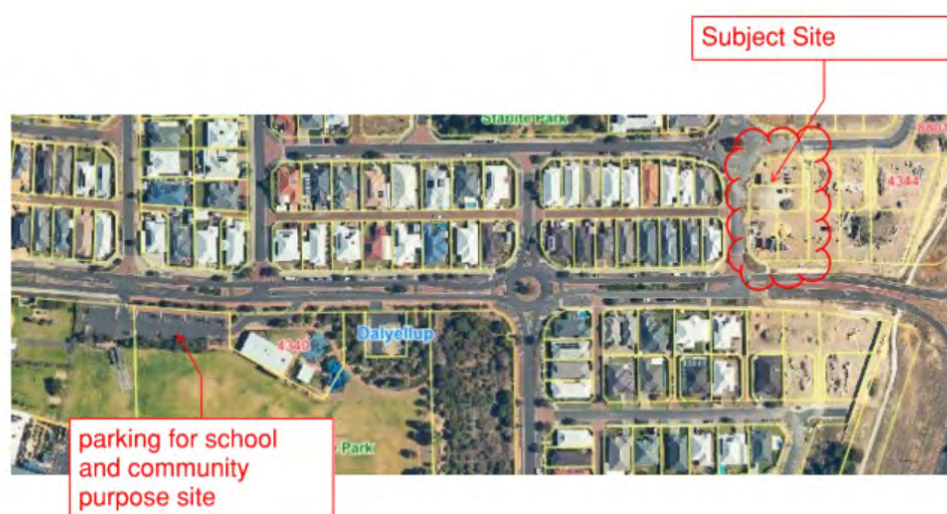 Subject Site
Stabile Park
4344
Dalyellup
4340
Park
parking for school
and community
purpose site